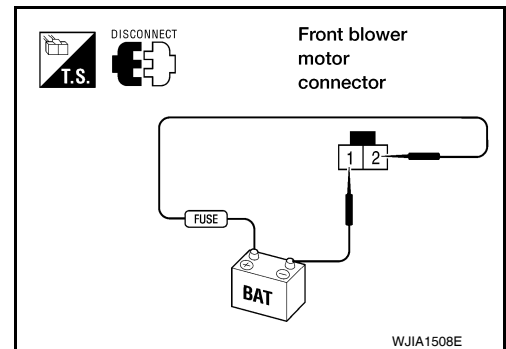 T.S.
DISCONNECT
Front blower
motor
connector
1 2
FUSE
BAT
WJIA1508E